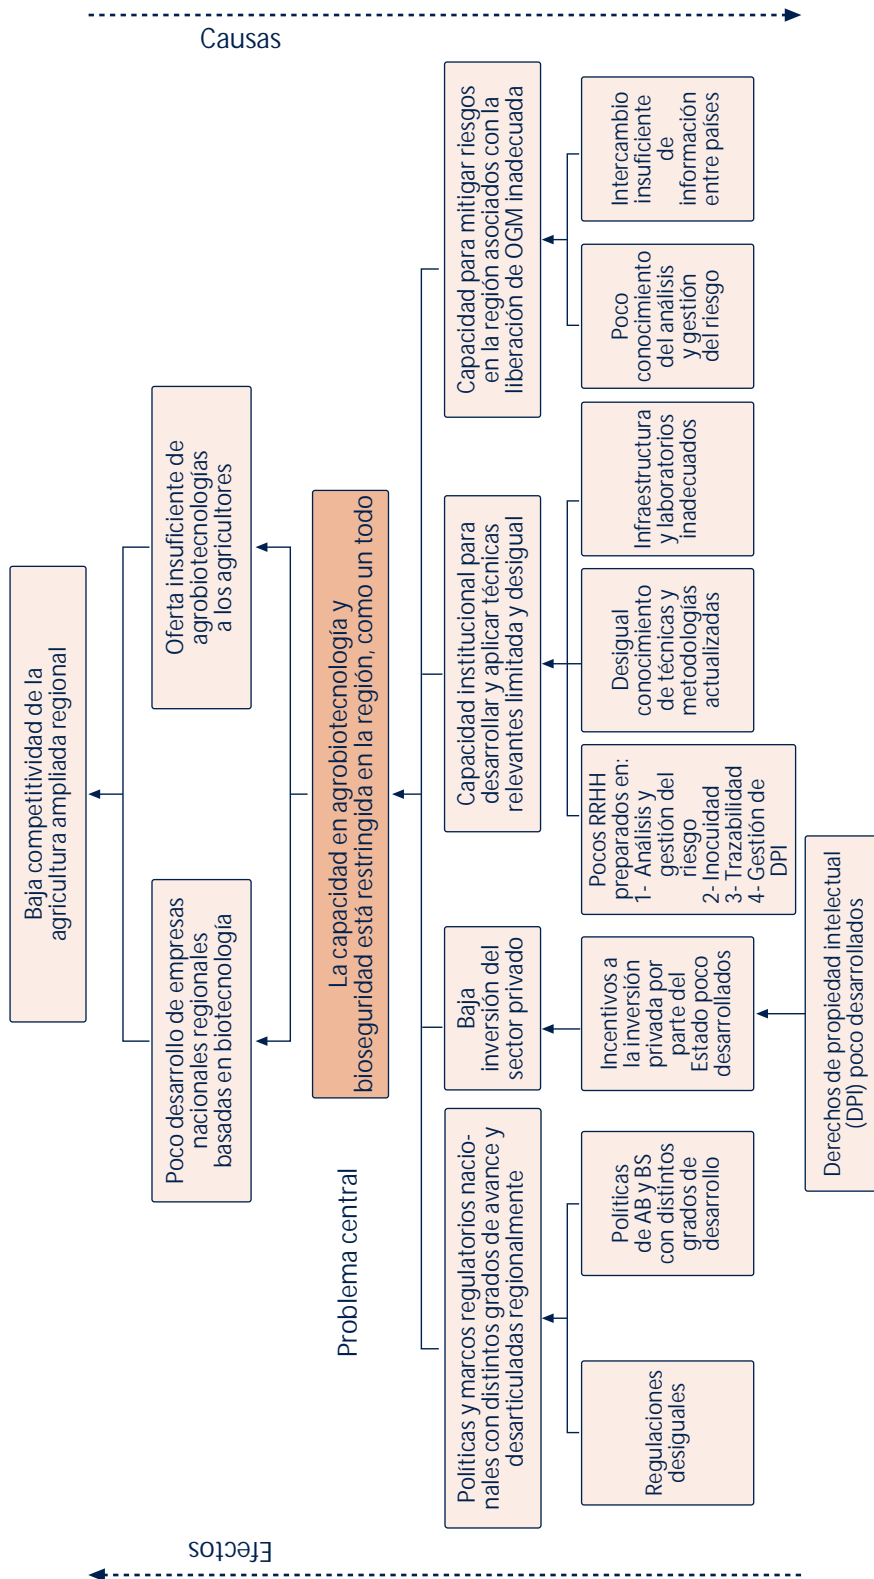 Baja competitividad de la
agricultura ampliada regional
Poco desarrollo de empresas
nacionales regionales
basadas en biotecnología
Oferta insuficiente de
agrobiotecnologías
a los agricultores
Problema central
La capacidad en agrobiotecnología y
bioseguridad está restringida en la región, como un todo
Políticas y marcos regulatorios nacio-
nales con distintos grados de avance y
desarticuladas regionalmente
Baja
inversión del
sector privado
Capacidad institucional para
desarrollar y aplicar técnicas
relevantes limitada y desigual
Capacidad para mitigar riesgos
en la región asociados con la
liberación de OGM inadecuada
Regulaciones
desiguales
Políticas
de AB y BS
con distintos
grados de
desarrollo
Incentivos a
la inversión
privada por
parte del
Estado poco
desarrollados
Pocos RRHH
preparados en:
1- Análisis y
gestión del
riesgo
2- Inocuidad
3- Trazabilidad
4- Gestión de
DPI
Desigual
conocimiento
de técnicas y
metodologías
actualizadas
Infraestructura
y laboratorios
inadecuados
Poco
conocimiento
del análisis
y gestión
del riesgo
Intercambio
insuficiente
de
información
entre países
Derechos de propiedad intelectual
(DPI) poco desarrollados
Efectos
Causas